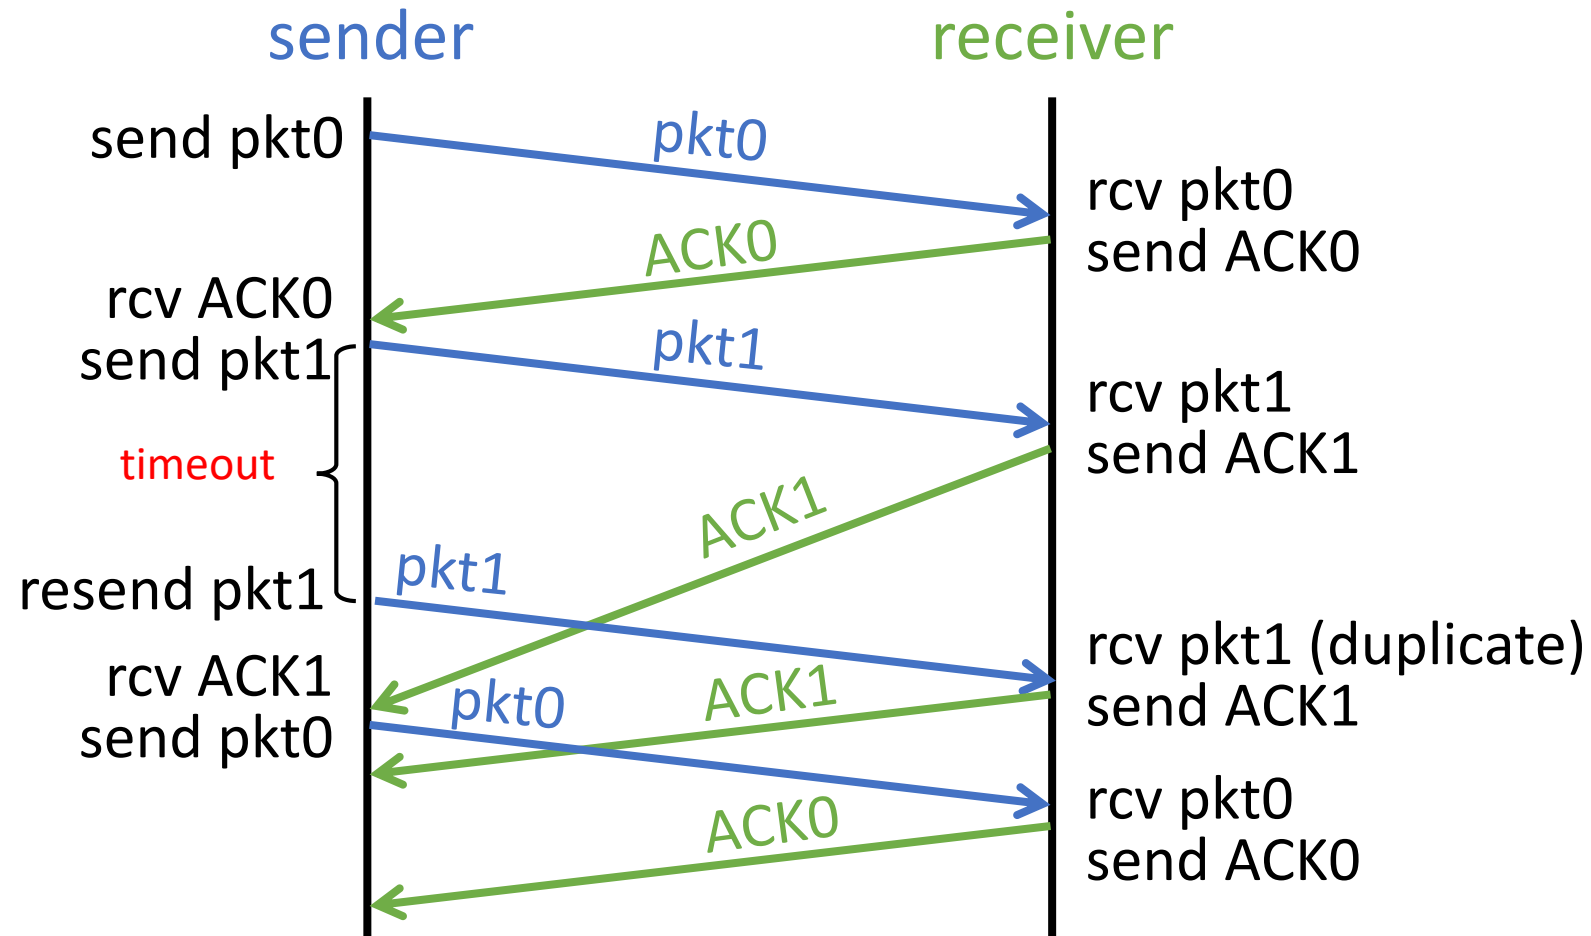 sender
receiver
send pkt0
pkt0
rcv pkt0
send ACK0
ACK0
rcv ACK0
send pkt1
pkt1
rcv pkt1
send ACK1
timeout
ACK1
resend pkt1
pkt1
rcv pkt1 (duplicate)
send ACK1
rcv ACK1
send pkt0
ACK1
pkt0
rcv pkt0
send ACK0
ACK0